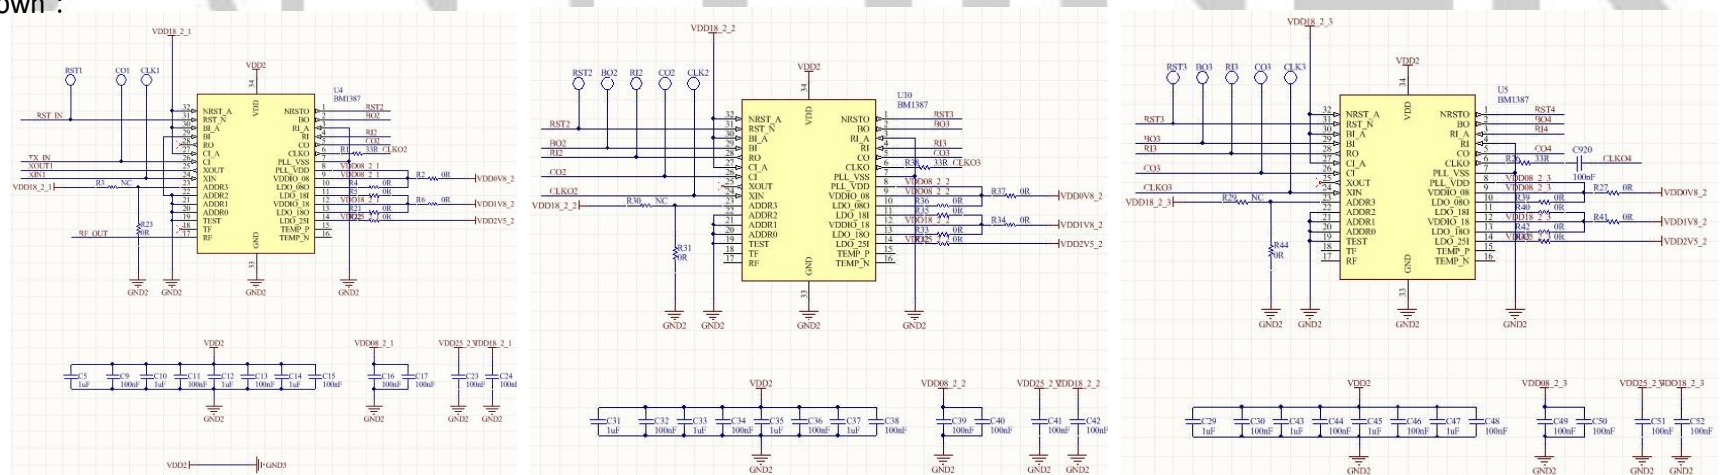 own :
VDD18_2_1
RST1 CO1 CLK1
VDD2
34
U4
BM1387
RST_IN
32 NRST_A VDD NRSTO 1 RST2
31 RST_N BO 2 BO2
30 BI_A RI_A 3
29 BI RI 4 RI2
28 RO CO 5 CO2
27 CI_A CLKO 6 R1 33R CLKO2
26 CI PLL_VSS 7
XOUT1 25 XOUT PLL_VDD 8 VDD08_2_1
XIN1 24 XIN VDDIO_08 9 R2 0R VDD0V8_2
VDD18_2_1 R3 NC 23 ADDR3 LDO_08O 10 R4 0R
22 ADDR2 LDO_18I 11 R5 0R
21 ADDR1 VDDIO_18 12 VDD18_2_1 R6 0R VDD1V8_2
20 ADDR0 LDO_18O 13 R21 0R
19 TEST LDO_25I 14 0R VDD2V5_2
18 TF TEMP_P 15
RF_OUT 17 RF GND TEMP_N 16
R23
0R
33
GND2 GND2 GND2 GND2
VDD2 VDD08_2_1 VDD25_2_1 VDD18_2_1
C5 C9 C10 C11 C12 C13 C14 C15 C16 C17 C23 C24
1uF 100nF 1uF 100nF 1uF 100nF 1uF 100nF 100nF 100nF 100nF 100nF
GND2 GND2 GND2 GND2
VDD2 GND3
VDD18_2_2
RST2 BO2 RI2 CO2 CLK2
VDD2
34
U10
BM1387
RST2 32 NRST_A VDD NRSTO 1 RST3
31 RST_N BO 2 BO3
30 BI_A RI_A 3
BO2 29 BI RI 4 RI3
RI2 28 RO CO 5 CO3
27 CI_A CLKO 6 R38 33R CLKO3
CO2 26 CI PLL_VSS 7
25 XOUT PLL_VDD 8 VDD08_2_2
CLKO2 24 XIN VDDIO_08 9 VDD08_2_2 R37 0R VDD0V8_2
VDD18_2_2 R30 NC 23 ADDR3 LDO_08O 10 R36 0R
22 ADDR2 LDO_18I 11 R35 0R
21 ADDR1 VDDIO_18 12 VDD18_2_2 R34 0R VDD1V8_2
20 ADDR0 LDO_18O 13 R33 0R
19 TEST LDO_25I 14 0R VDD2V5_2
18 TF TEMP_P 15
17 RF GND TEMP_N 16
R31
0R
33
GND2 GND2 GND2 GND2
VDD2 VDD08_2_2 VDD25_2_2 VDD18_2_2
C31 C32 C33 C34 C35 C36 C37 C38 C39 C40 C41 C42
1uF 100nF 1uF 100nF 1uF 100nF 1uF 100nF 100nF 100nF 100nF 100nF
GND2 GND2 GND2 GND2
VDD18_2_3
RST3 BO3 RI3 CO3 CLK3
VDD2
34
U5
BM1387
RST3 32 NRST_A VDD NRSTO 1 RST4
31 RST_N BO 2 BO4
BO3 30 BI_A RI_A 3 RI4
29 BI RI 4
RI3 28 RO CO 5 CO4
27 CI_A CLKO 6 33R C920 CLKO4
CO3 26 CI PLL_VSS 7 100nF
25 XOUT PLL_VDD 8 VDD08_2_3
CLKO3 24 XIN VDDIO_08 9 VDD08_2_3 R27 0R VDD0V8_2
VDD18_2_3 R29 NC 23 ADDR3 LDO_08O 10 R39 0R
22 ADDR2 LDO_18I 11 R40 0R
21 ADDR1 VDDIO_18 12 VDD18_2_3 R41 0R VDD1V8_2
20 ADDR0 LDO_18O 13 R42 0R
19 TEST LDO_25I 14 0R VDD2V5_2
18 TF TEMP_P 15
17 RF GND TEMP_N 16
R44
0R
33
GND2 GND2 GND2 GND2
VDD2 VDD08_2_3 VDD25_2_3 VDD18_2_3
C29 C30 C43 C44 C45 C46 C47 C48 C49 C50 C51 C52
1uF 100nF 1uF 100nF 1uF 100nF 1uF 100nF 100nF 100nF 100nF 100nF
GND2 GND2 GND2 GND2